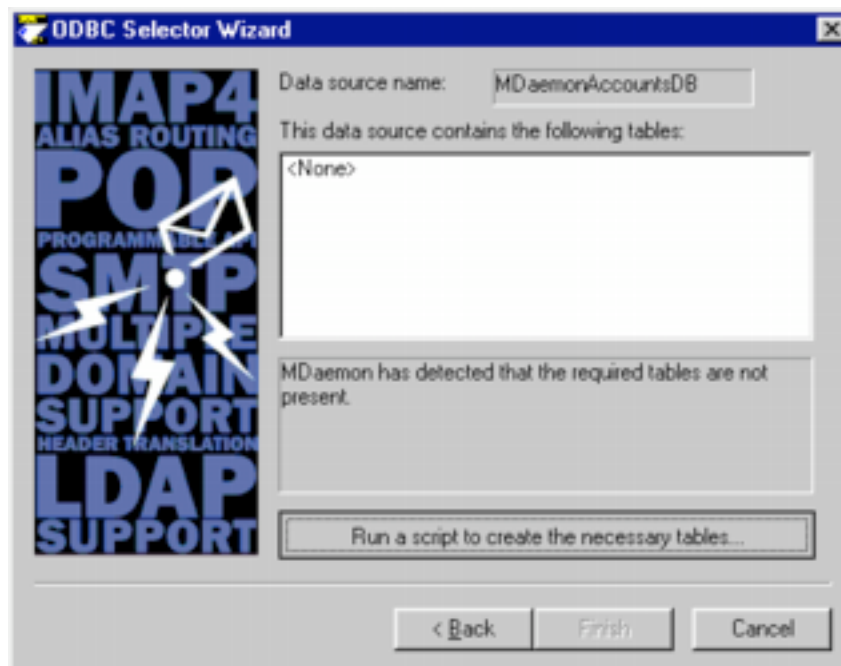 ODBC Selector Wizard
IMAP4
ALIAS ROUTING
POP
PROGRAMMABLE API
SMTP
MULTIPLE
DOMAIN
SUPPORT
HEADER TRANSLATION
LDAP
SUPPORT
Data source name: MDaemonAccountsDB
This data source contains the following tables:
<None>
MDaemon has detected that the required tables are not
present.
Run a script to create the necessary tables...
< Back Finish Cancel